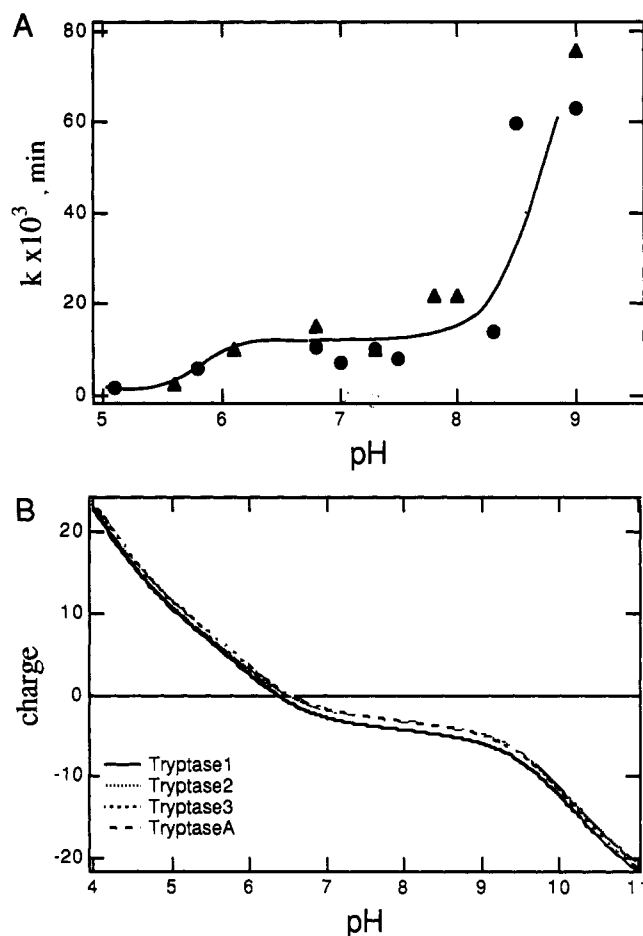 A
k x10³ , min
80
60
40
20
0
5 6 7 8 9
pH
B
charge
20
10
0
-10
-20
Tryptase1
Tryptase2
Tryptase3
TryptaseA
4 5 6 7 8 9 10 11
pH